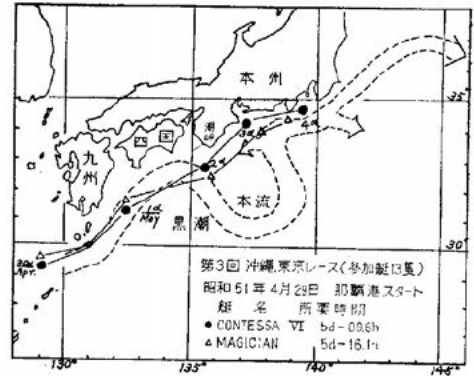 本州
35°
四国
潮岬
九州
本流
黒潮
30°
第3回 沖縄,東京レース(参加艇13隻)
昭和51年4月29日 那覇港スタート
艇名 所要時間
● CONTESSA VI 5d-09.6h
△ MAGICIAN 5d-16.1h
130° 135° 140° 145°